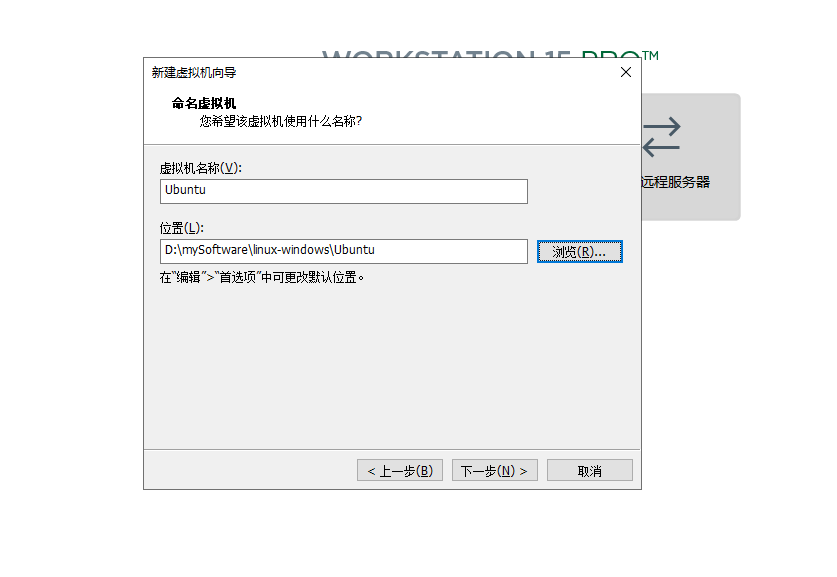 WORKSTATION 15 PRO™
新建虚拟机向导
命名虚拟机
您希望该虚拟机使用什么名称?
虚拟机名称(V):
Ubuntu
位置(L):
D:\mySoftware\linux-windows\Ubuntu
浏览(R)...
在“编辑”>“首选项”中可更改默认位置。
远程服务器
< 上一步(B)
下一步(N) >
取消